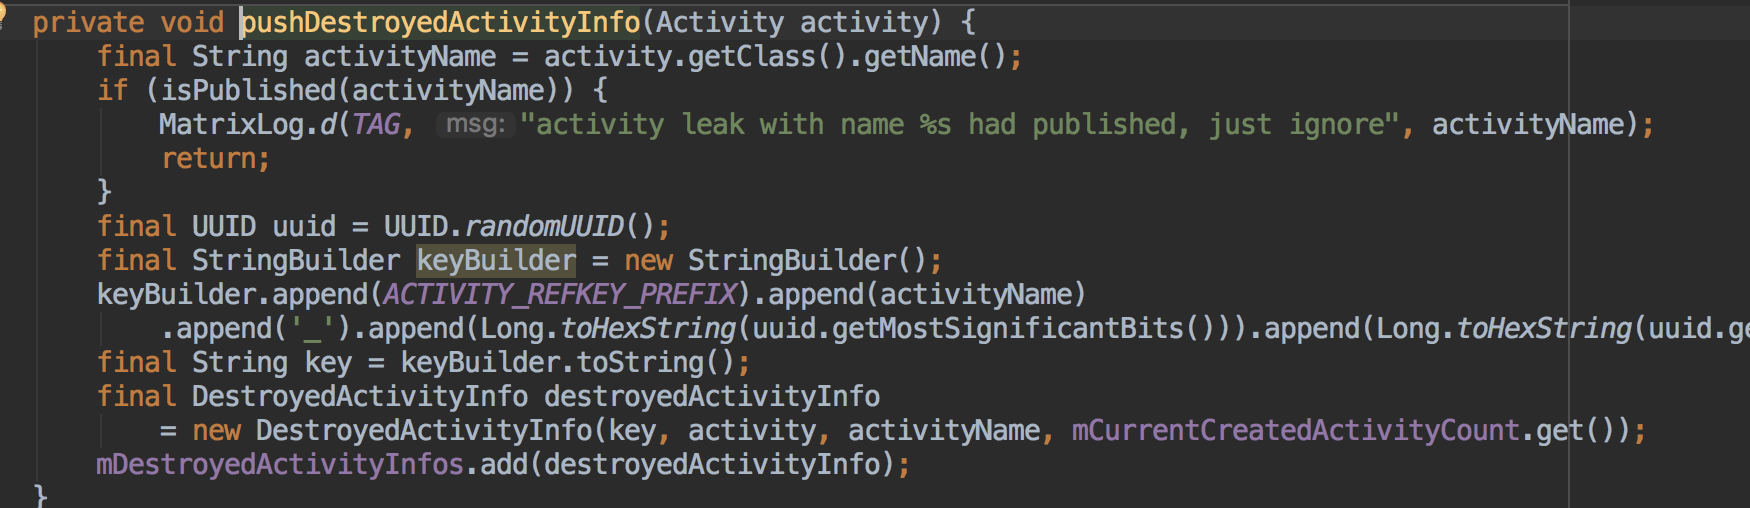 private void pushDestroyedActivityInfo(Activity activity) {
final String activityName = activity.getClass().getName();
if (isPublished(activityName)) {
MatrixLog.d(TAG, msg: "activity leak with name %s had published, just ignore", activityName);
return;
}
final UUID uuid = UUID.randomUUID();
final StringBuilder keyBuilder = new StringBuilder();
keyBuilder.append(ACTIVITY_REFKEY_PREFIX).append(activityName)
.append('_').append(Long.toHexString(uuid.getMostSignificantBits())).append(Long.toHexString(uuid.ge
final String key = keyBuilder.toString();
final DestroyedActivityInfo destroyedActivityInfo
= new DestroyedActivityInfo(key, activity, activityName, mCurrentCreatedActivityCount.get());
mDestroyedActivityInfos.add(destroyedActivityInfo);
}